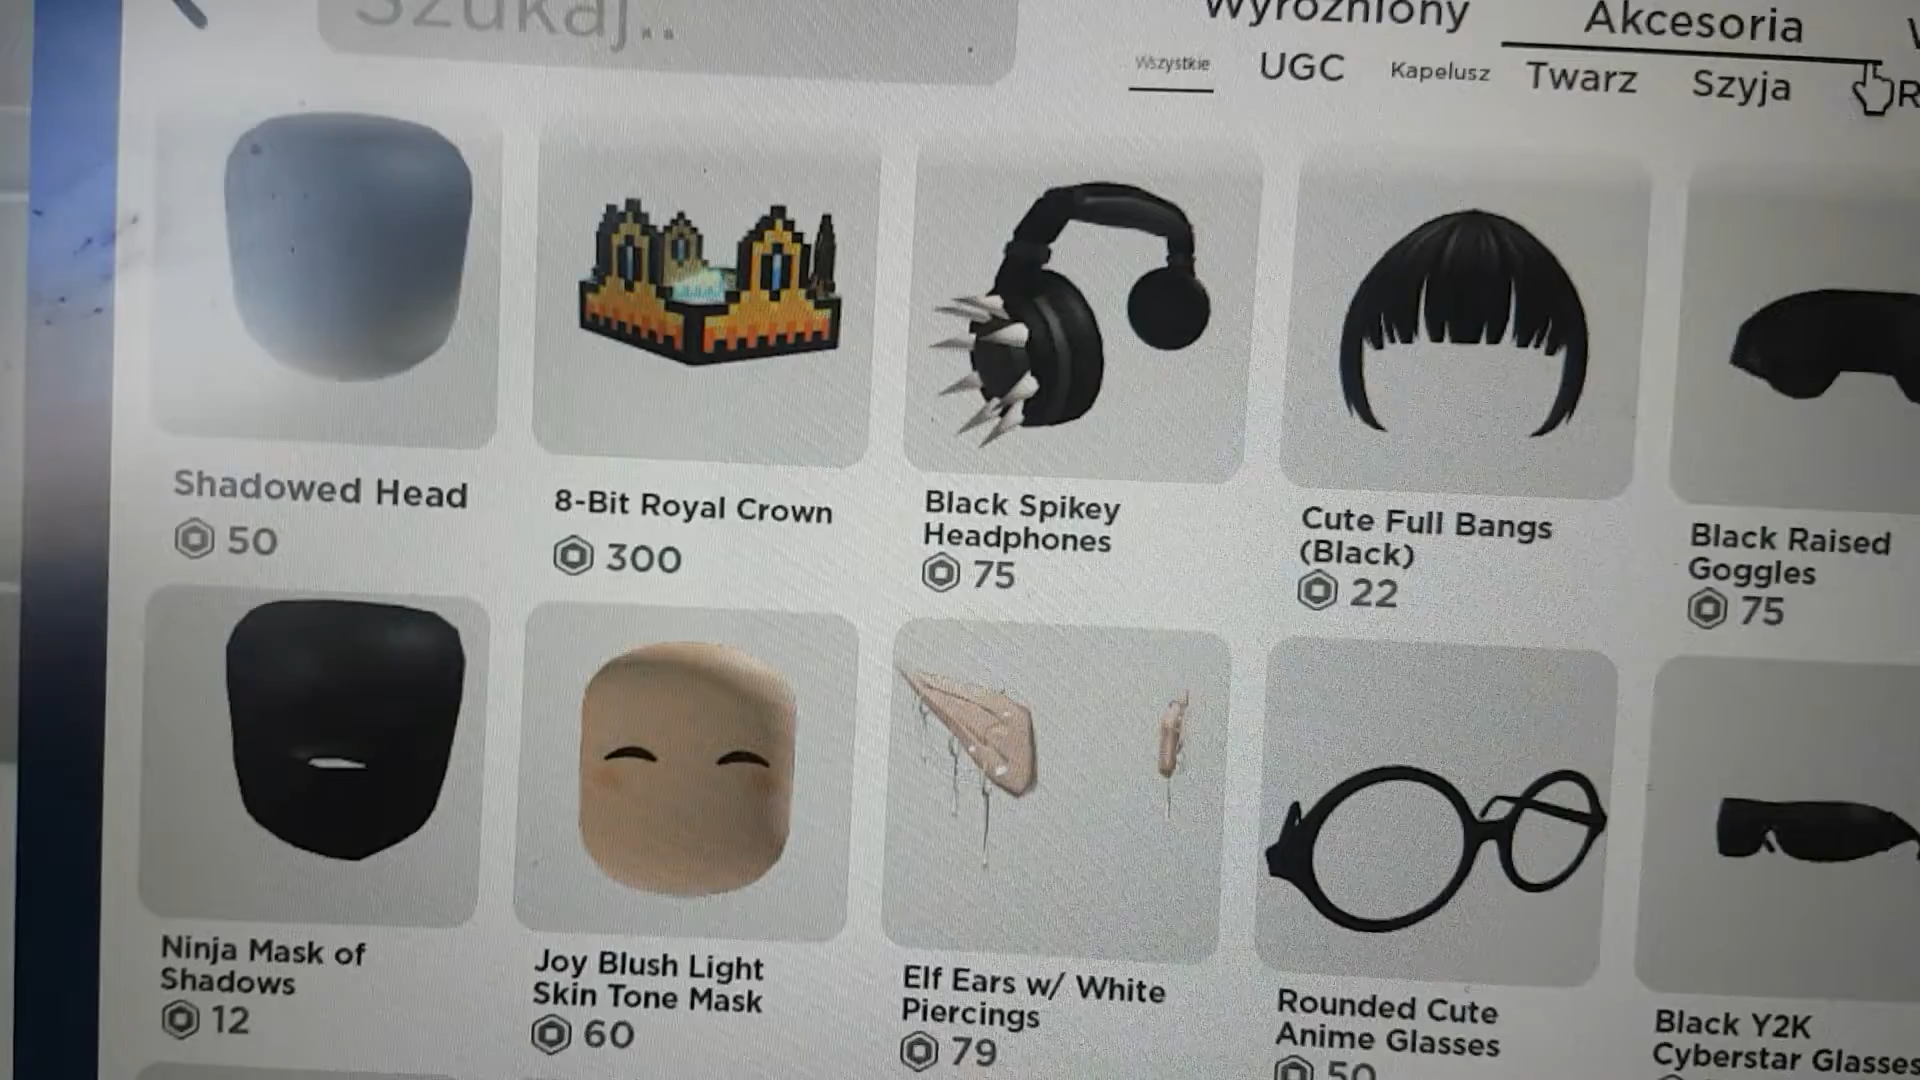 Szukaj..
Wyróżniony
Akcesoria
Wszystkie
UGC
Kapelusz
Twarz
Szyja
Shadowed Head
50
8-Bit Royal Crown
300
Black Spikey
Headphones
75
Cute Full Bangs
(Black)
22
Black Raised
Goggles
75
Ninja Mask of
Shadows
12
Joy Blush Light
Skin Tone Mask
60
Elf Ears w/ White
Piercings
79
Rounded Cute
Anime Glasses
50
Black Y2K
Cyberstar Glasses